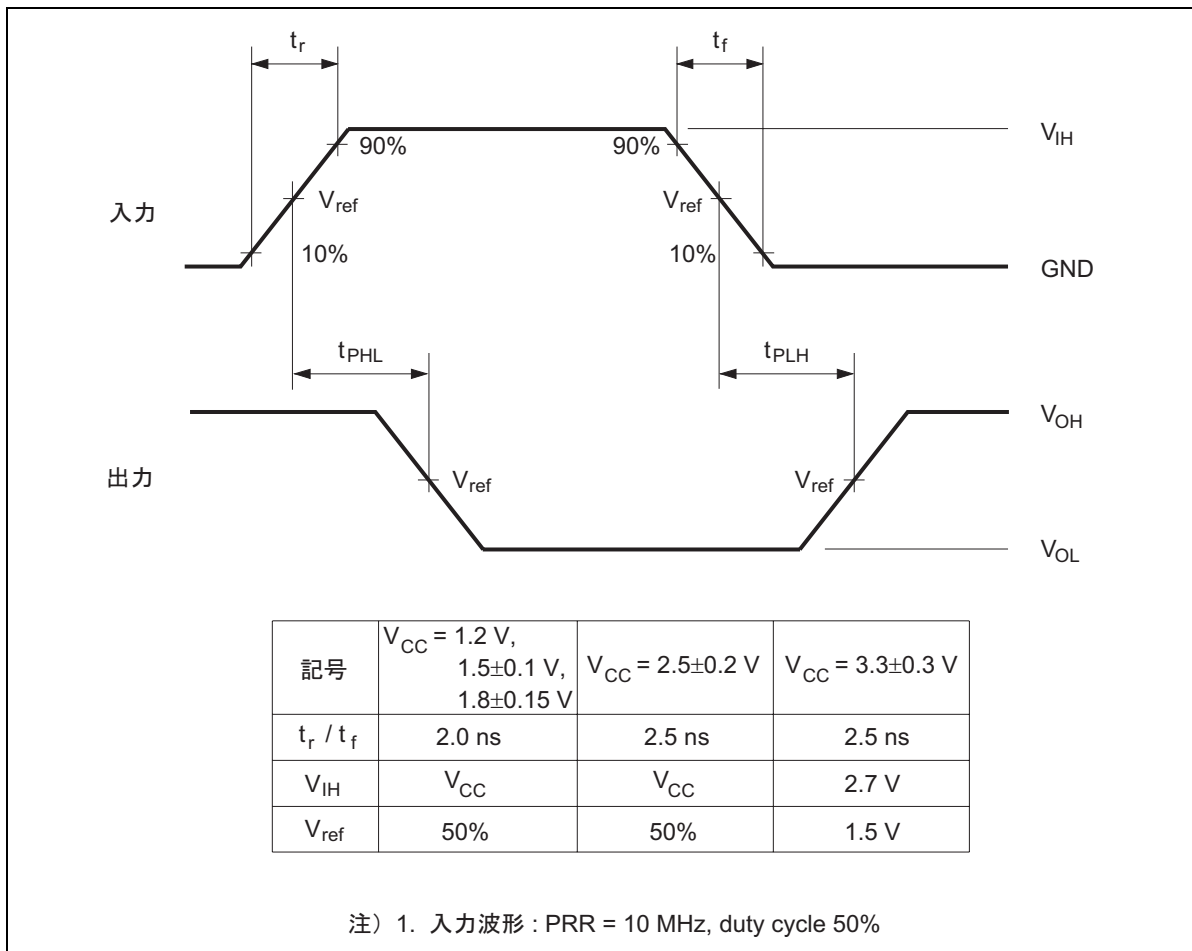 tr
tf
90%
90%
VIH
入力
Vref
Vref
10%
10%
GND
tPHL
tPLH
VOH
出力
Vref
Vref
VOL
記号
VCC = 1.2 V,
1.5±0.1 V,
1.8±0.15 V
VCC = 2.5±0.2 V
VCC = 3.3±0.3 V
tr / tf
2.0 ns
2.5 ns
2.5 ns
VIH
VCC
VCC
2.7 V
Vref
50%
50%
1.5 V
注）1. 入力波形 : PRR = 10 MHz, duty cycle 50%